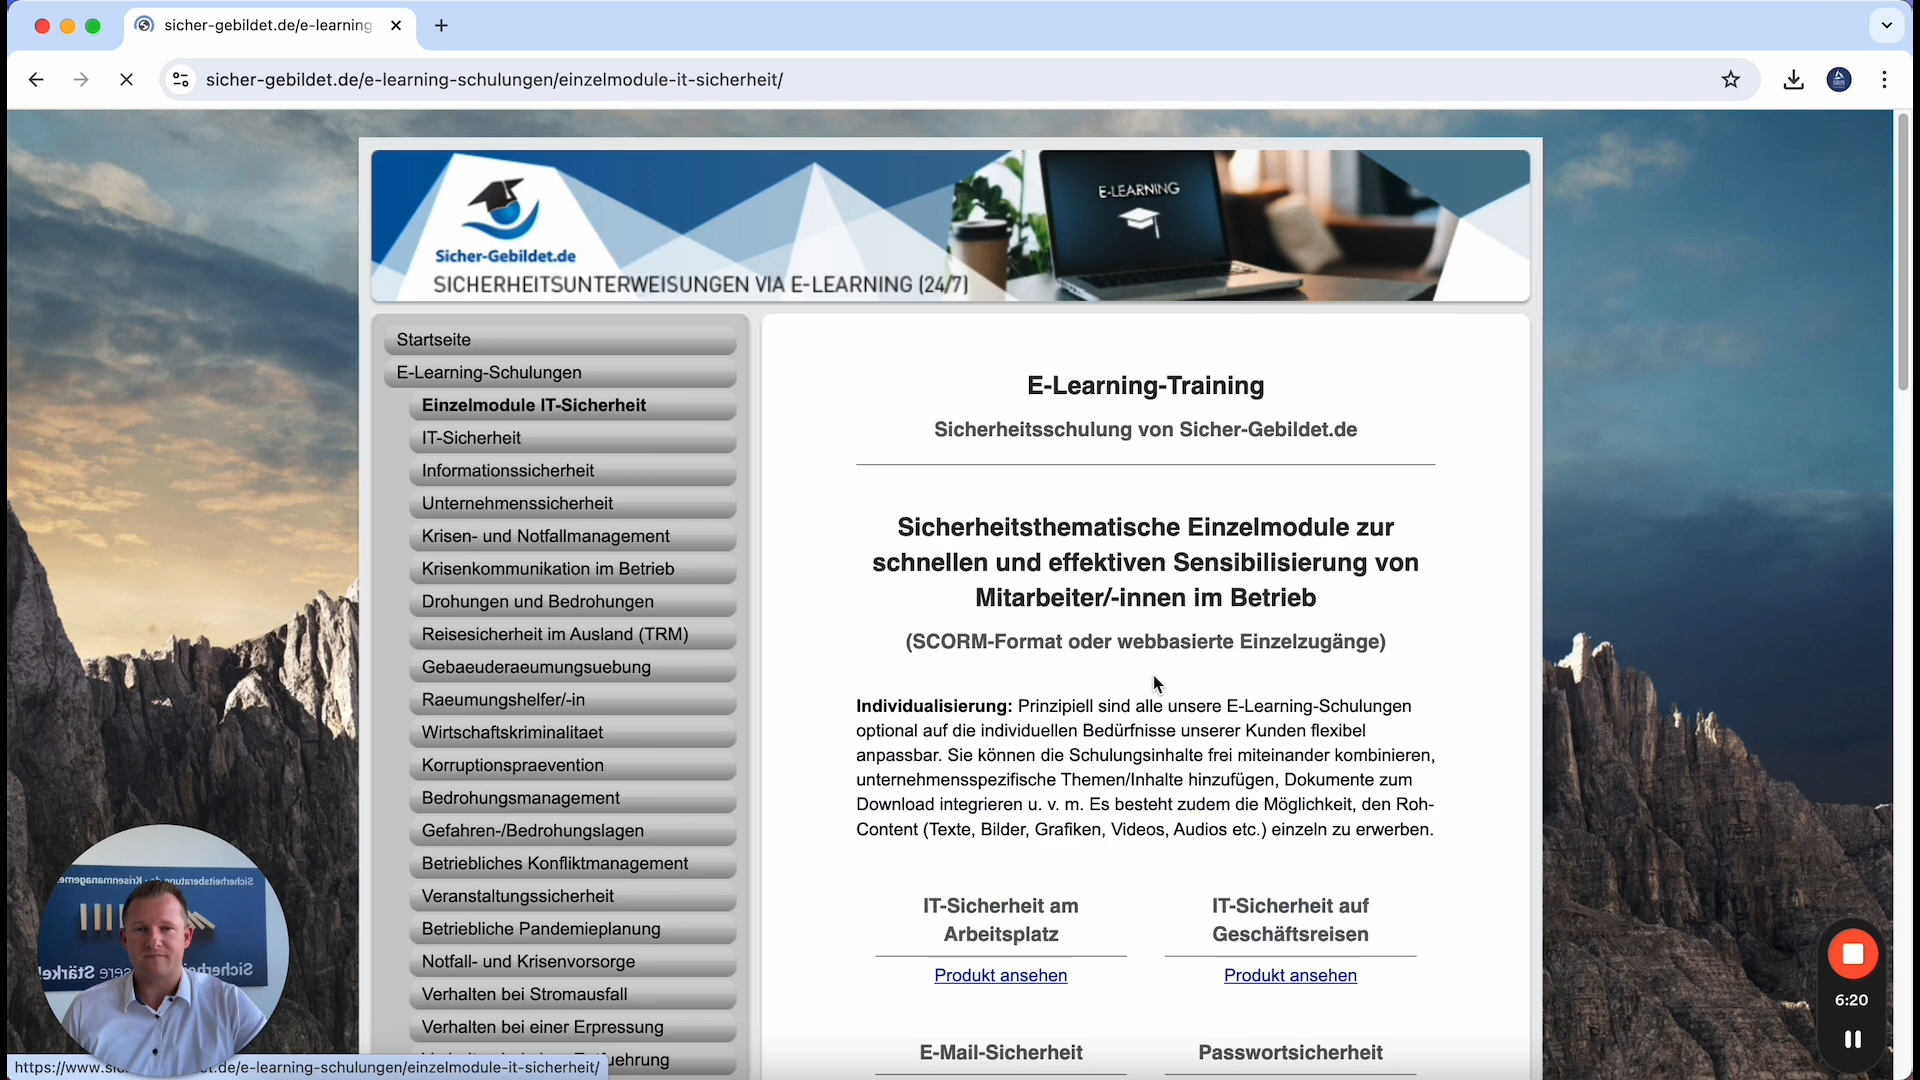 sicher-gebildet.de/e-learning
sicher-gebildet.de/e-learning-schulungen/einzelmodule-it-sicherheit/
E-LEARNING
Sicher-Gebildet.de
SICHERHEITSUNTERWEISUNGEN VIA E-LEARNING (24/7)
Startseite
E-Learning-Schulungen
Einzelmodule IT-Sicherheit
IT-Sicherheit
Informationssicherheit
Unternehmenssicherheit
Krisen- und Notfallmanagement
Krisenkommunikation im Betrieb
Drohungen und Bedrohungen
Reisesicherheit im Ausland (TRM)
Gebaeuderaeumungsuebung
Raeumungshelfer/-in
Wirtschaftskriminalitaet
Korruptionspraevention
Bedrohungsmanagement
Gefahren-/Bedrohungslagen
Betriebliches Konfliktmanagement
Veranstaltungssicherheit
Betriebliche Pandemieplanung
Notfall- und Krisenvorsorge
Verhalten bei Stromausfall
Verhalten bei einer Erpressung
E-Learning-Training
Sicherheitsschulung von Sicher-Gebildet.de
Sicherheitsthematische Einzelmodule zur
schnellen und effektiven Sensibilisierung von
Mitarbeiter/-innen im Betrieb
(SCORM-Format oder webbasierte Einzelzugänge)
Individualisierung: Prinzipiell sind alle unsere E-Learning-Schulungen
optional auf die individuellen Bedürfnisse unserer Kunden flexibel
anpassbar. Sie können die Schulungsinhalte frei miteinander kombinieren,
unternehmensspezifische Themen/Inhalte hinzufügen, Dokumente zum
Download integrieren u. v. m. Es besteht zudem die Möglichkeit, den Roh-
Content (Texte, Bilder, Grafiken, Videos, Audios etc.) einzeln zu erwerben.
IT-Sicherheit am
Arbeitsplatz
Produkt ansehen
IT-Sicherheit auf
Geschäftsreisen
Produkt ansehen
E-Mail-Sicherheit
Passwortsicherheit
6:20